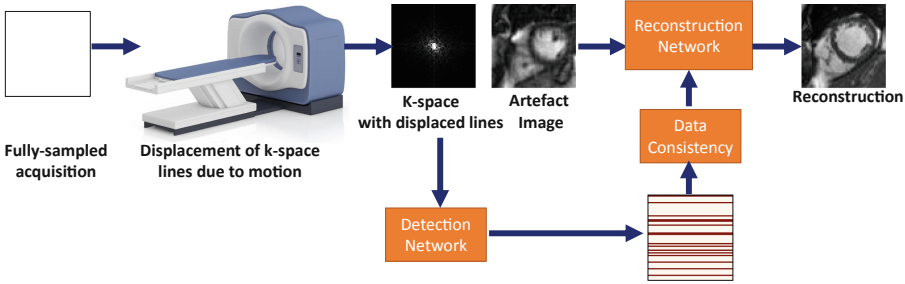 Fully-sampled
acquisition
Displacement of k-space
lines due to motion
K-space
with displaced lines
Artefact
Image
Reconstruction
Network
Reconstruction
Data
Consistency
Detection
Network